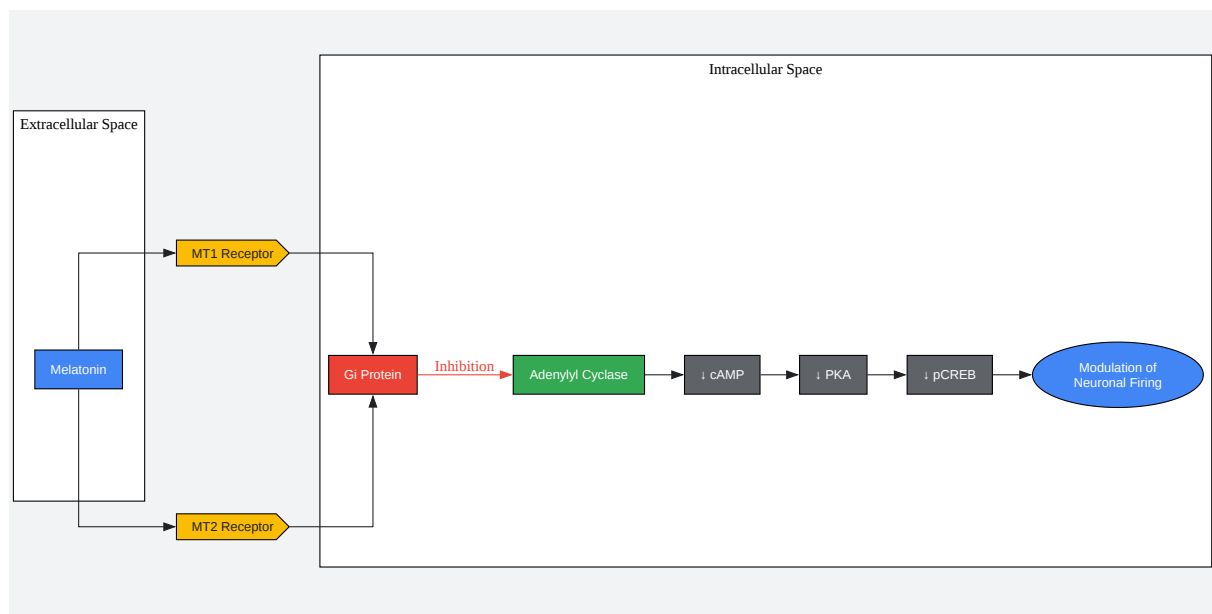 Intracellular Space
Extracellular Space
MT1 Receptor
Melatonin
Gi Protein
Inhibition
Adenylyl Cyclase
↓ cAMP
↓ PKA
↓ pCREB
Modulation of
Neuronal Firing
MT2 Receptor